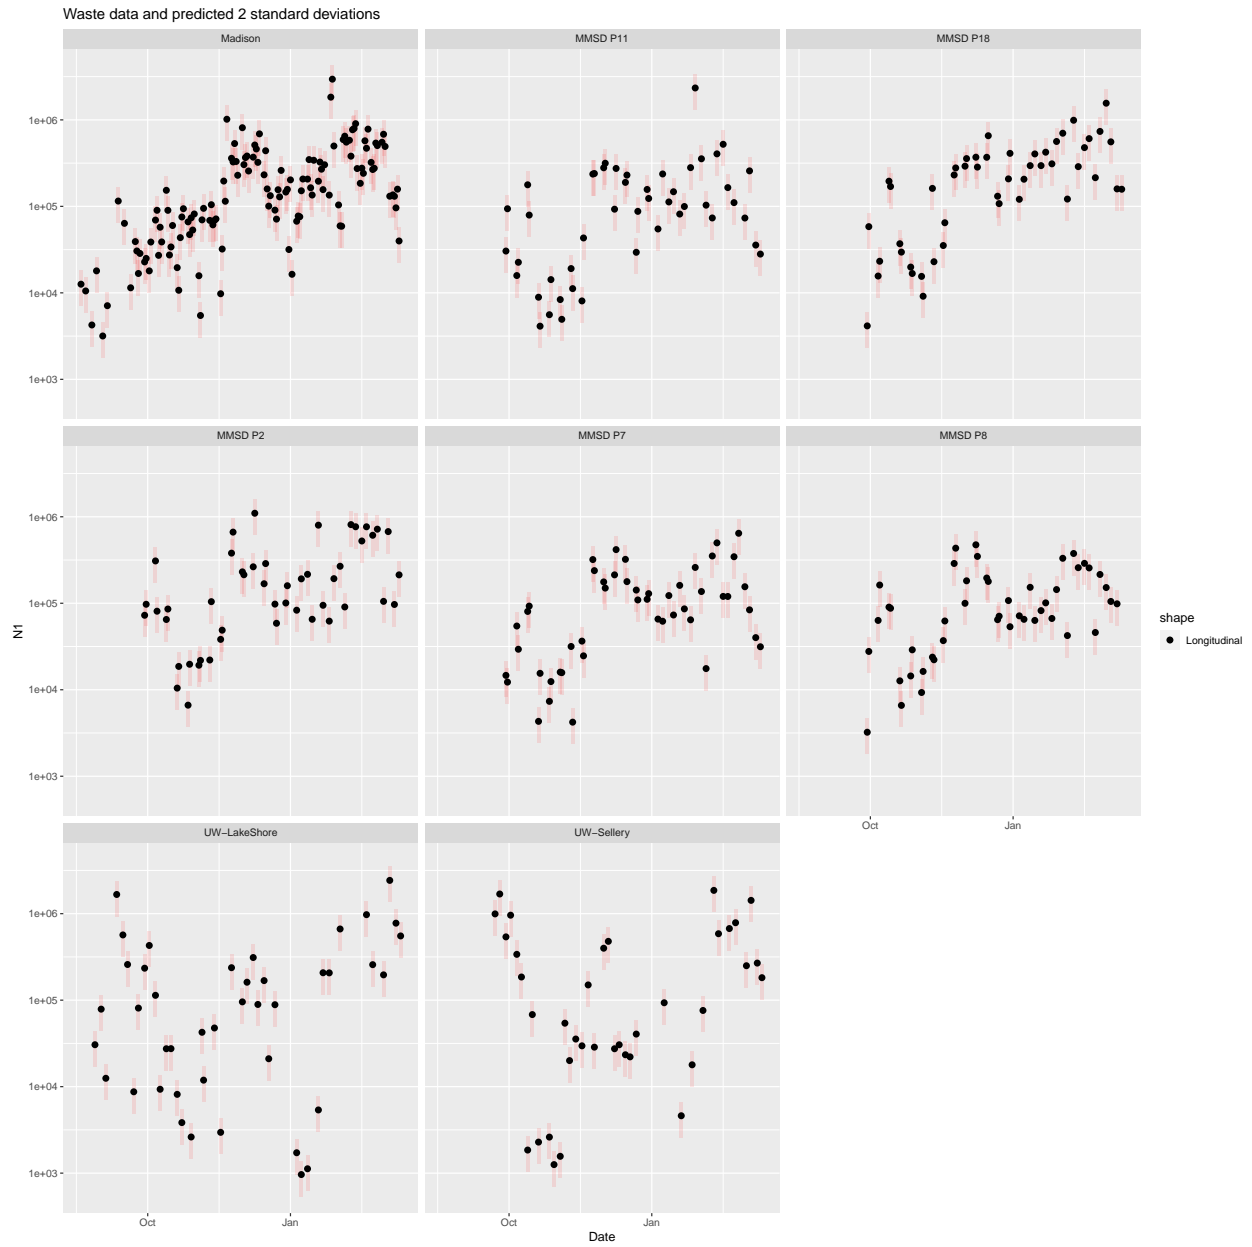 Waste data and predicted 2 standard deviations
Madison
MMSD P11
MMSD P18
1e+06
1e+05
1e+04
1e+03
MMSD P2
MMSD P7
MMSD P8
1e+06
1e+05
1e+04
1e+03
N1
shape
Longitudinal
Oct
Jan
UW−LakeShore
UW−Sellery
1e+06
1e+05
1e+04
1e+03
Oct
Jan
Oct
Jan
Date